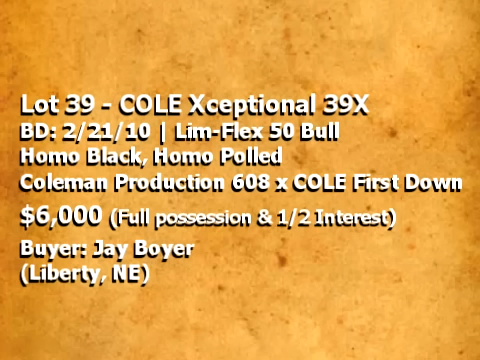 Lot 39 - COLE Xceptional 39X
BD: 2/21/10 | Lim-Flex 50 Bull
Homo Black, Homo Polled
Coleman Production 608 x COLE First Down
$6,000 (Full possession & 1/2 Interest)
Buyer: Jay Boyer
(Liberty, NE)